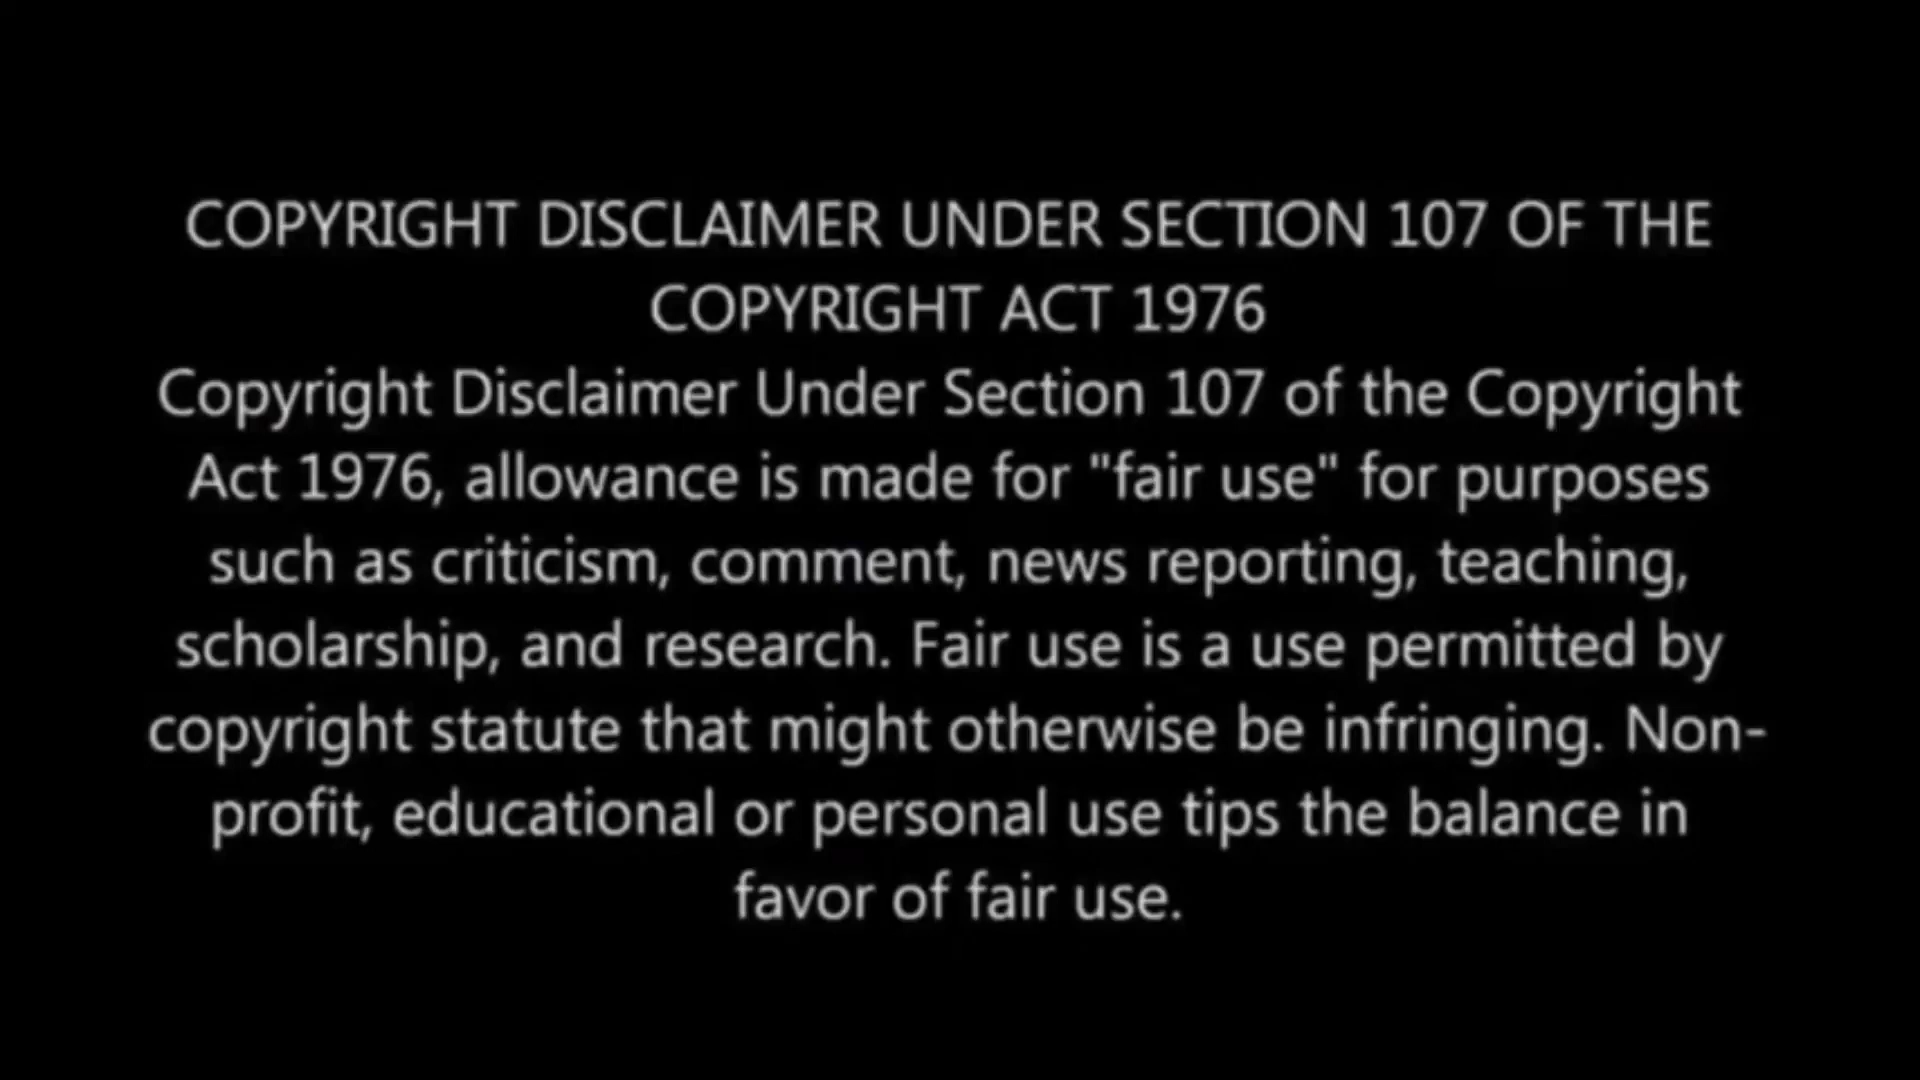 COPYRIGHT DISCLAIMER UNDER SECTION 107 OF THE
COPYRIGHT ACT 1976
Copyright Disclaimer Under Section 107 of the Copyright
Act 1976, allowance is made for "fair use" for purposes
such as criticism, comment, news reporting, teaching,
scholarship, and research. Fair use is a use permitted by
copyright statute that might otherwise be infringing. Non-
profit, educational or personal use tips the balance in
favor of fair use.